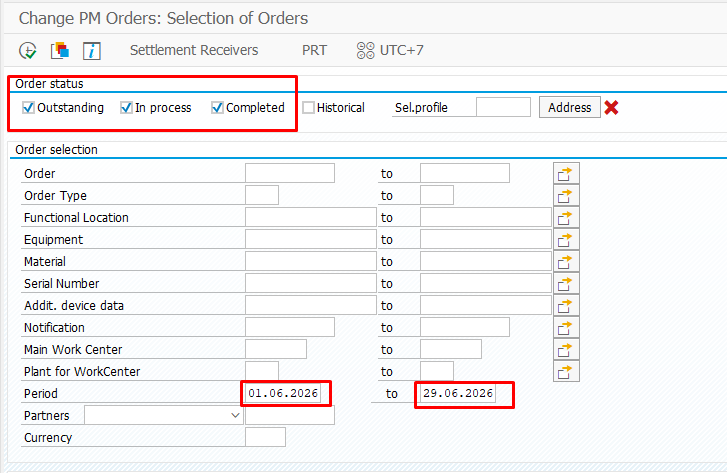 Change PM Orders: Selection of Orders
Settlement Receivers PRT UTC+7
Order status
Outstanding In process Completed Historical Sel.profile Address
Order selection
Order to
Order Type to
Functional Location to
Equipment to
Material to
Serial Number to
Addit. device data to
Notification to
Main Work Center to
Plant for WorkCenter to
Period 01.06.2026 to 29.06.2026
Partners
Currency